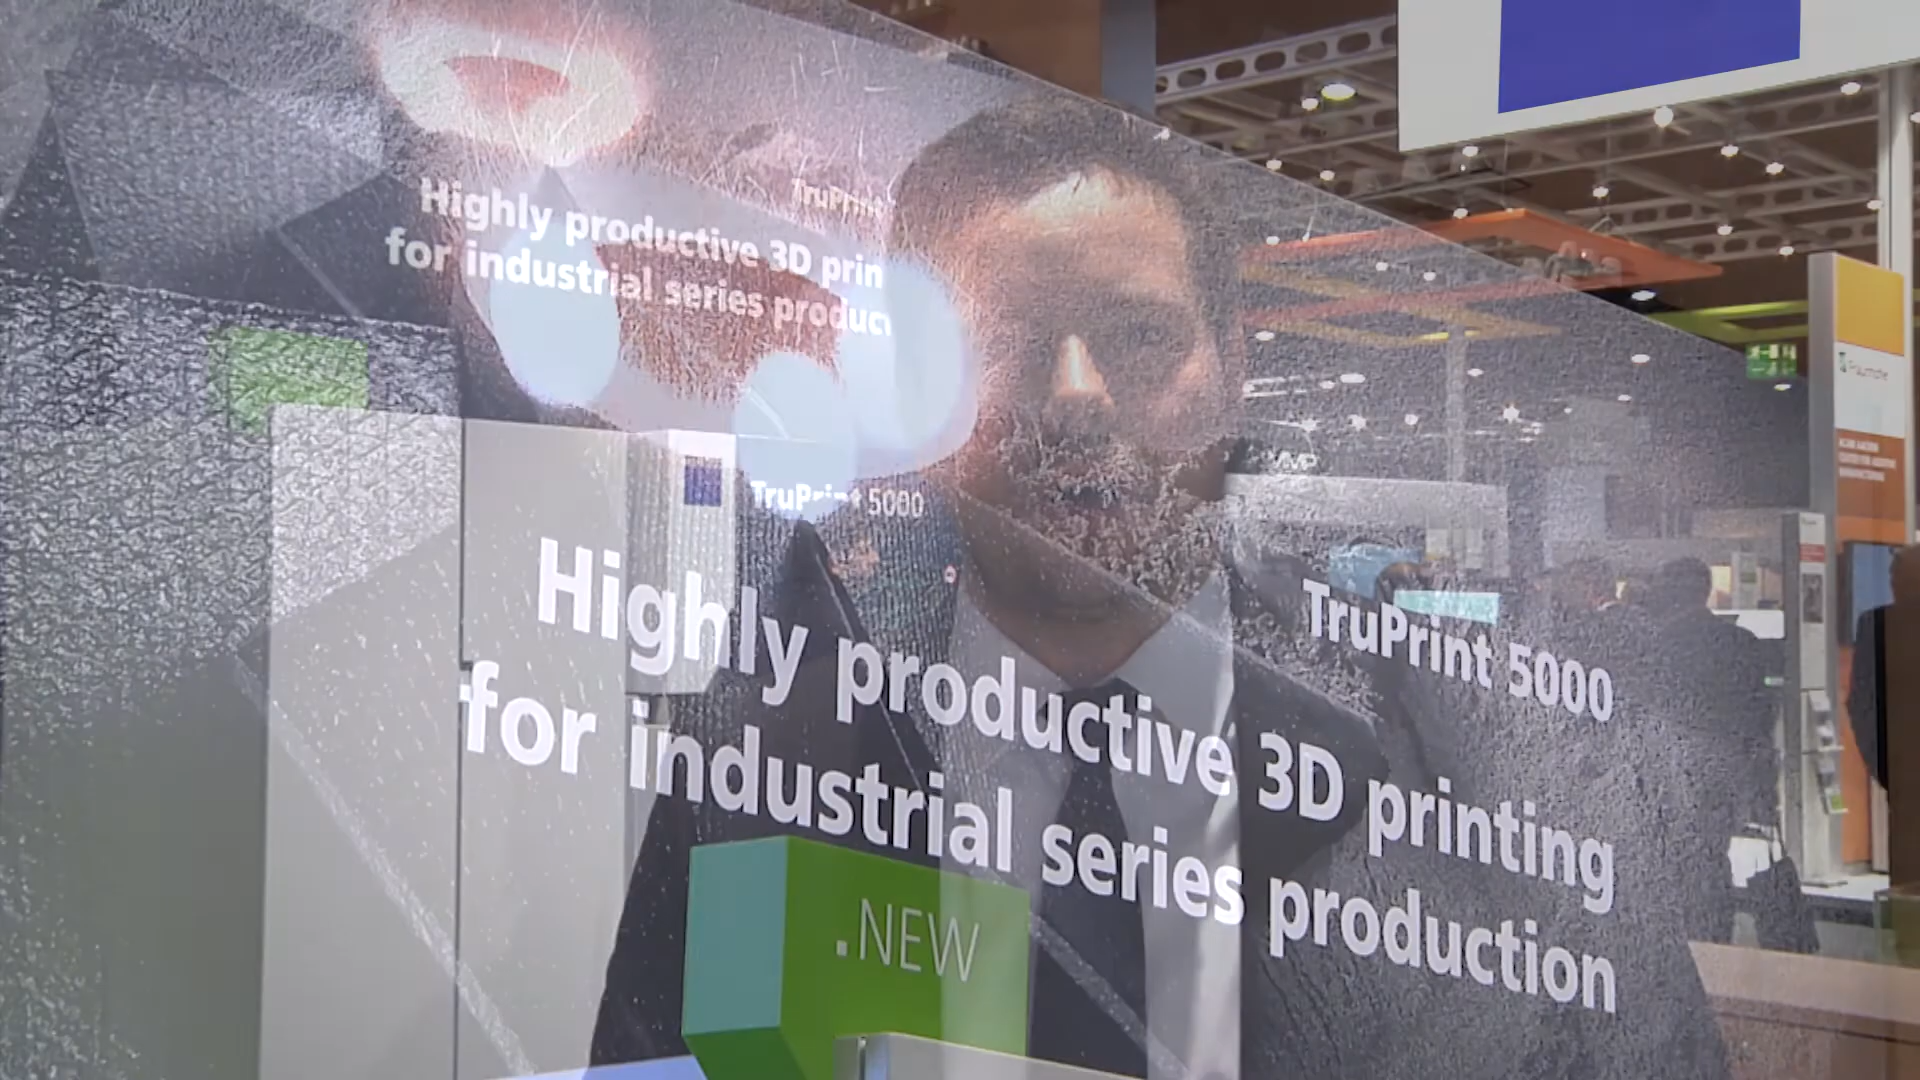 TruPrint
Highly productive 3D prin
for industrial series produc
TruPrint 5000
Highly productive 3D printing
for industrial series production
TruPrint 5000
.NEW